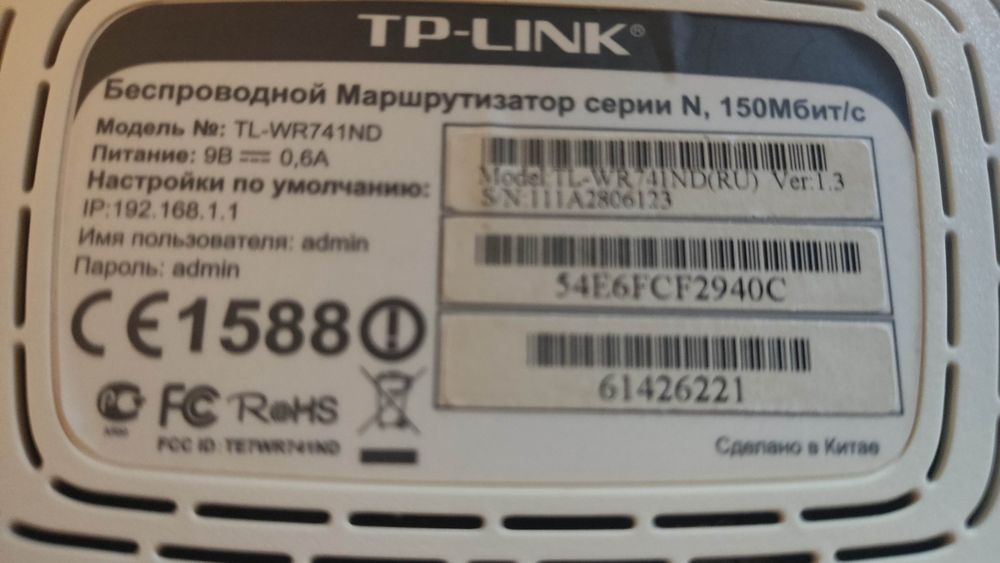 TP-LINK®
Беспроводной Маршрутизатор серии N, 150Мбит/с
Модель №: TL-WR741ND
Питание: 9В 0,6А
Настройки по умолчанию:
IP:192.168.1.1
Имя пользователя: admin
Пароль: admin
CE1588
FC RoHS
FCC ID: TE7WR741ND
Model:TL-WR741ND(RU) Ver:1.3
S/N:111A2806123
54E6FCF2940C
61426221
Сделано в Китае